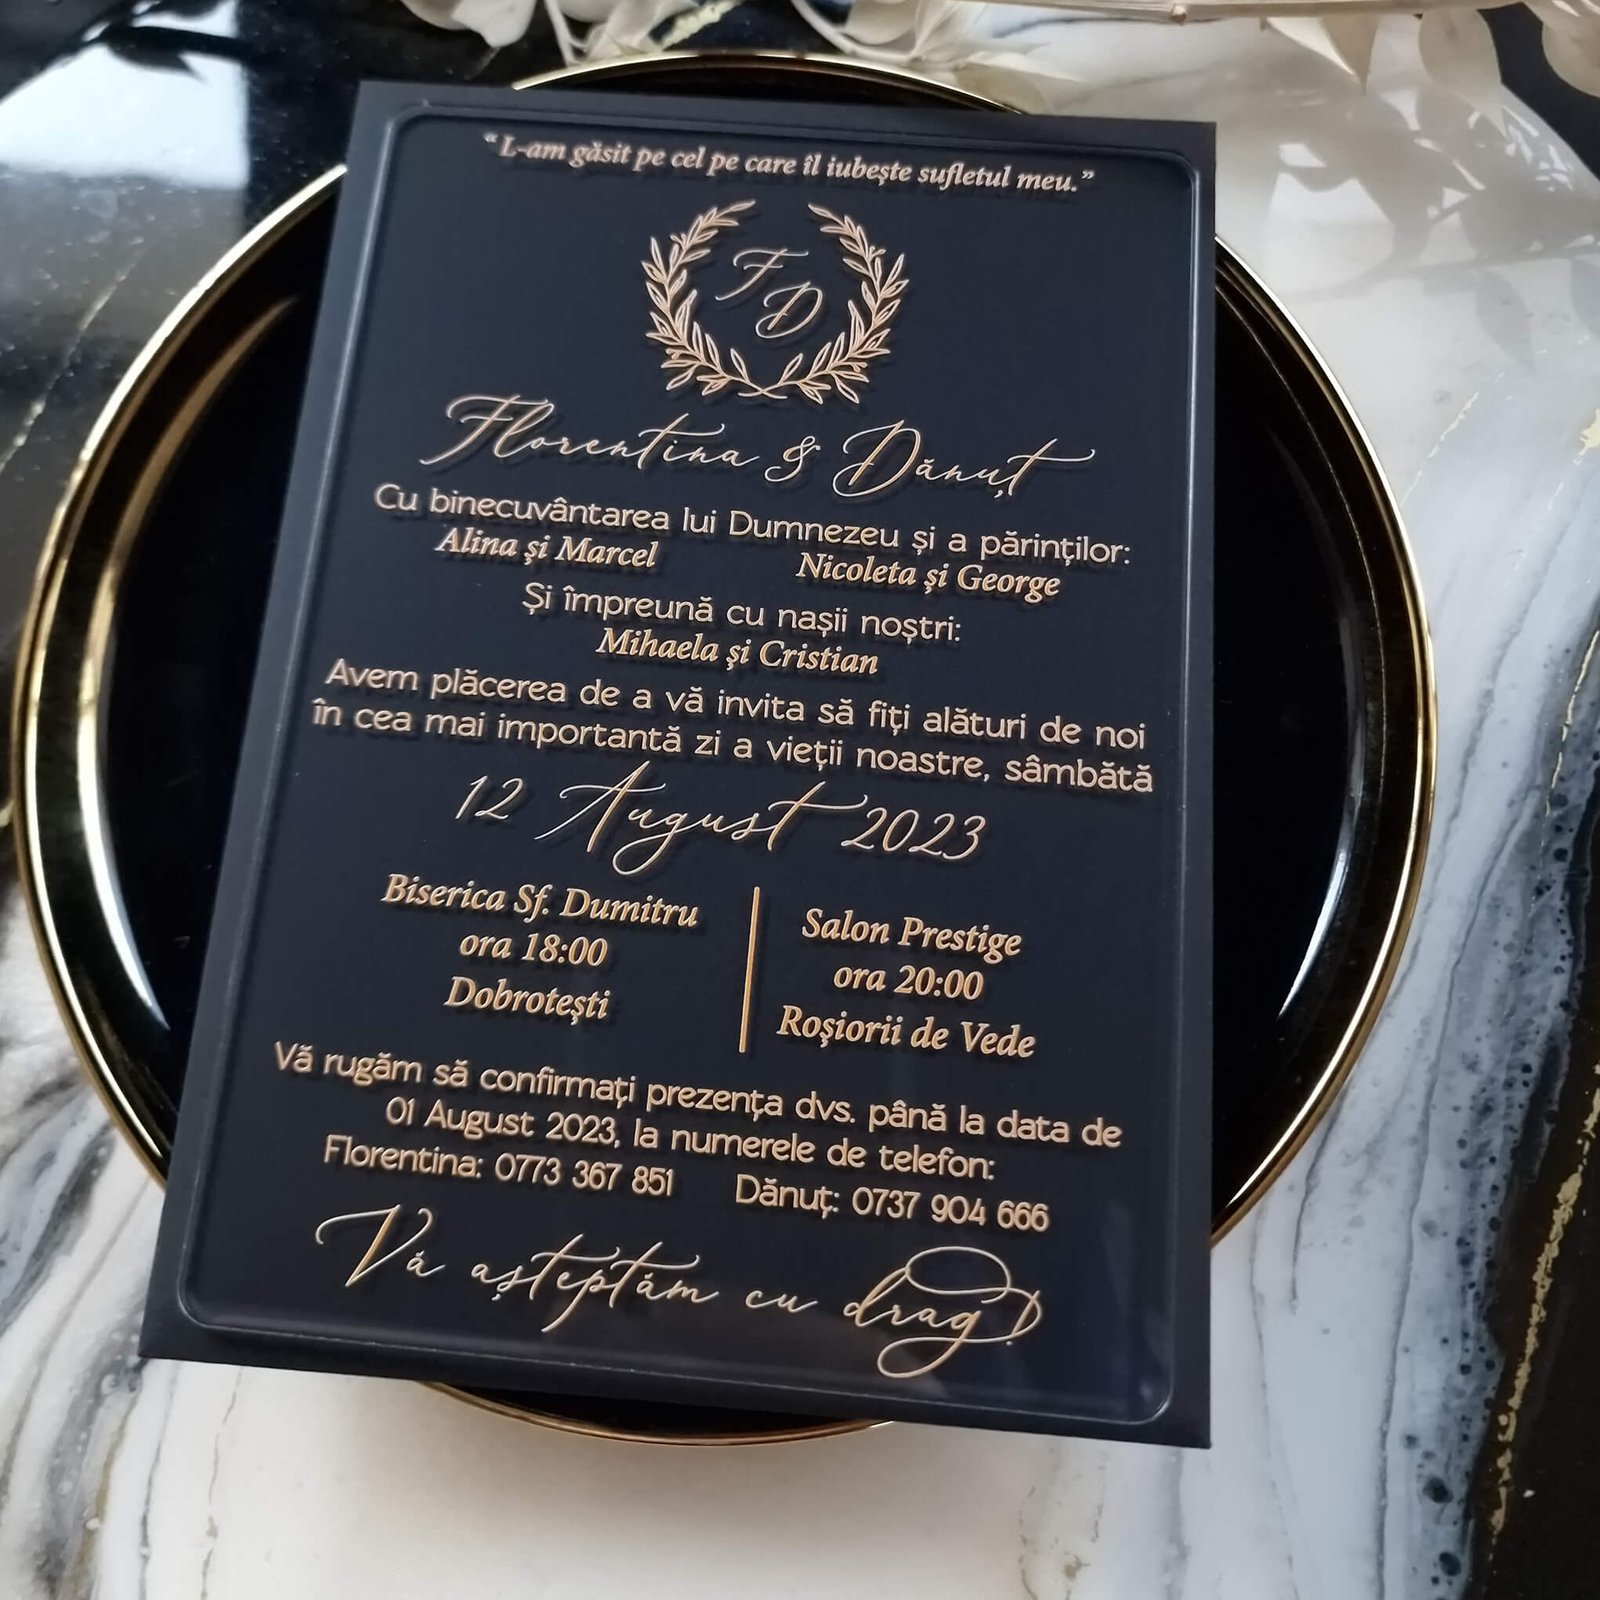 “L-am găsit pe cel pe care îl iubește sufletul meu.”
F
D
Florentina & Dănuț
Cu binecuvântarea lui Dumnezeu și a părinților:
Alina și Marcel Nicoleta și George
Și împreună cu nașii noștri:
Mihaela și Cristian
Avem plăcerea de a vă invita să fiți alături de noi
în cea mai importantă zi a vieții noastre, sâmbătă
12 August 2023
Biserica Sf. Dumitru
ora 18:00
Dobrotești
Salon Prestige
ora 20:00
Roșiorii de Vede
Vă rugăm să confirmați prezența dvs. până la data de
01 August 2023, la numerele de telefon:
Florentina: 0773 367 851 Dănuț: 0737 904 666
Vă așteptăm cu drag